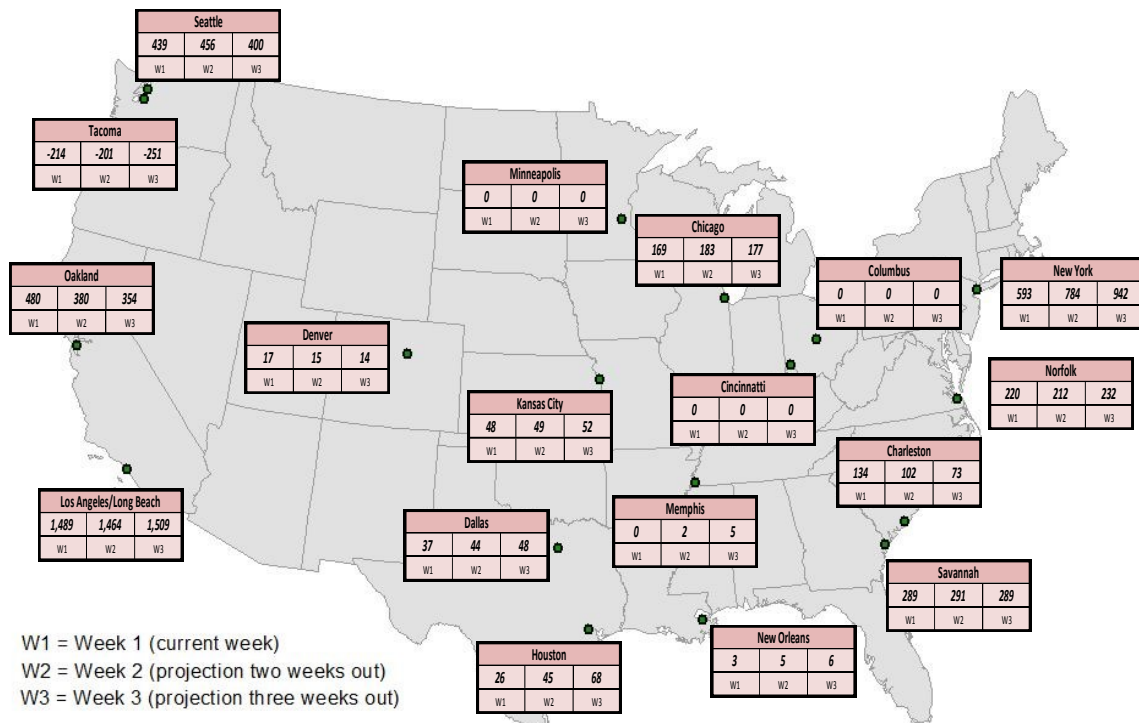 Seattle
439 456 400
W1 W2 W3
Tacoma
-214 -201 -251
W1 W2 W3
Minneapolis
0 0 0
W1 W2 W3
Chicago
169 183 177
W1 W2 W3
Oakland
480 380 354
W1 W2 W3
Columbus
0 0 0
W1 W2 W3
New York
593 784 942
W1 W2 W3
Denver
17 15 14
W1 W2 W3
Cincinnatti
0 0 0
W1 W2 W3
Norfolk
220 212 232
W1 W2 W3
Kansas City
48 49 52
W1 W2 W3
Charleston
134 102 73
W1 W2 W3
Los Angeles/Long Beach
1,489 1,464 1,509
W1 W2 W3
Memphis
0 2 5
W1 W2 W3
Dallas
37 44 48
W1 W2 W3
Savannah
289 291 289
W1 W2 W3
New Orleans
3 5 6
W1 W2 W3
Houston
26 45 68
W1 W2 W3
W1 = Week 1 (current week)
W2 = Week 2 (projection two weeks out)
W3 = Week 3 (projection three weeks out)